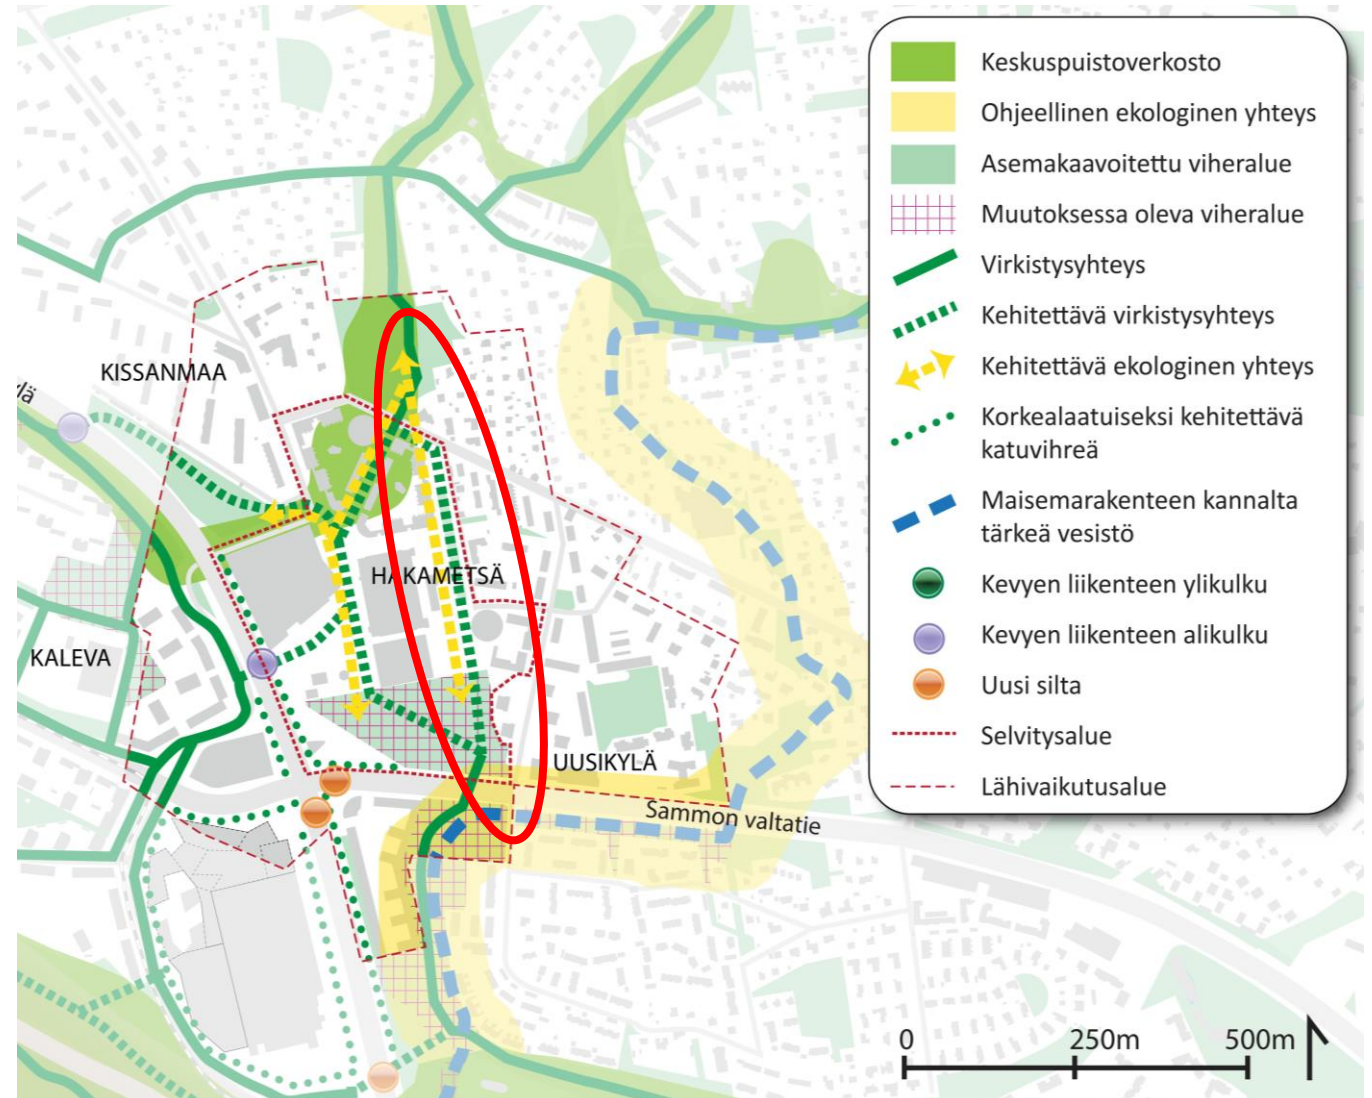 Keskuspuistoverkosto
Ohjeellinen ekologinen yhteys
Asemakaavoitettu viheralue
Muutoksessa oleva viheralue
Virkistysyhteys
Kehitettävä virkistysyhteys
Kehitettävä ekologinen yhteys
Korkealaatuiseksi kehitettävä
katuvihreä
Maisemarakenteen kannalta
tärkeä vesistö
Kevyen liikenteen ylikulku
Kevyen liikenteen alikulku
Uusi silta
Selvitysalue
Lähivaikutusalue
KISSANMAA
ylä
HAKAMETSÄ
KALEVA
UUSIKYLÄ
Sammon valtatie
0 250m 500m